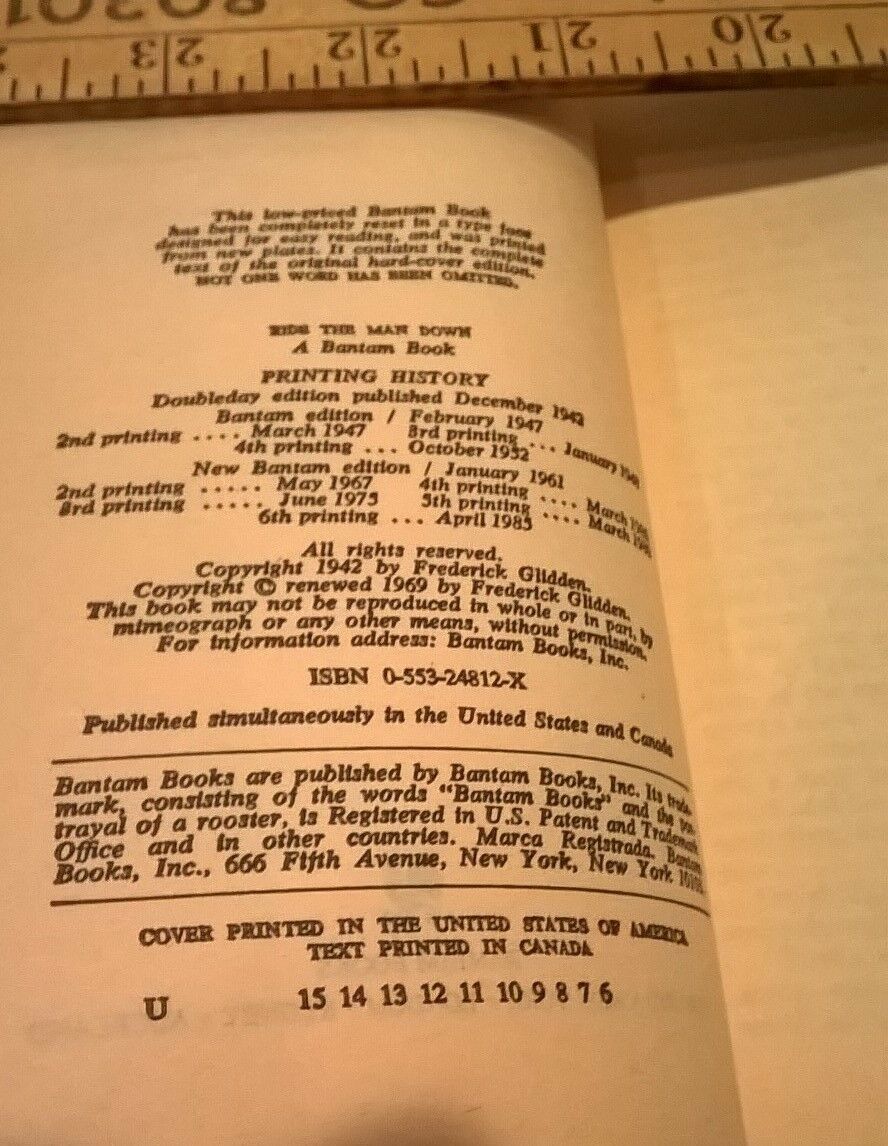 23 22 21 20
This low-priced Bantam Book
has been completely reset in a type face
designed for easy reading, and was printed
from new plates. It contains the complete
text of the original hard-cover edition.
NOT ONE WORD HAS BEEN OMITTED.
RIDE THE MAN DOWN
A Bantam Book
PRINTING HISTORY
Doubleday edition published December 1942
Bantam edition / February 1947
2nd printing .... March 1947 3rd printing ... January
4th printing ... October 1952
New Bantam edition / January 1961
2nd printing ..... May 1967 4th printing .... March
3rd printing ..... June 1975 5th printing .... March
6th printing ... April 1985
All rights reserved.
Copyright 1942 by Frederick Glidden.
Copyright © renewed 1969 by Frederick Glidden.
This book may not be reproduced in whole or in part, by
mimeograph or any other means, without permission.
For information address: Bantam Books, Inc.
ISBN 0-553-24812-X
Published simultaneously in the United States and Canada
Bantam Books are published by Bantam Books, Inc. Its trade-
mark, consisting of the words "Bantam Books" and the por-
trayal of a rooster, is Registered in U.S. Patent and Trademark
Office and in other countries. Marca Registrada. Bantam
Books, Inc., 666 Fifth Avenue, New York, New York
COVER PRINTED IN THE UNITED STATES OF AMERICA
TEXT PRINTED IN CANADA
U 15 14 13 12 11 10 9 8 7 6